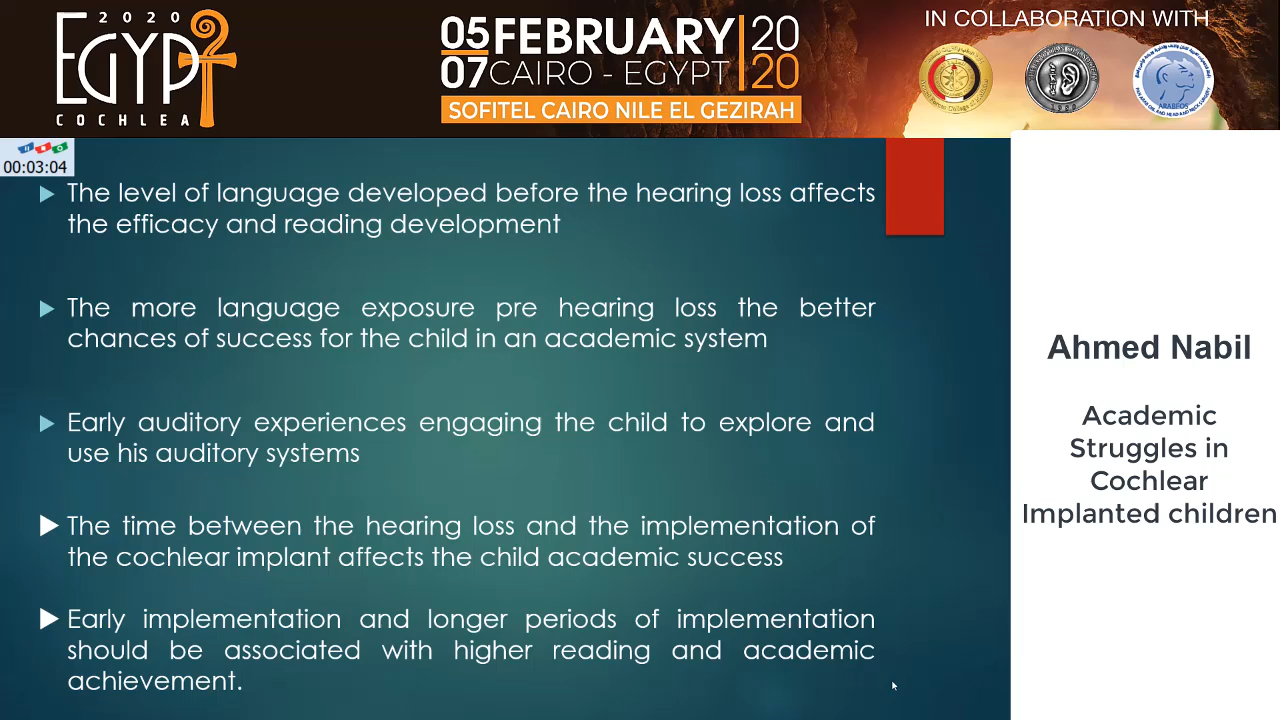 2020
EGYPT
COCHLEA
05 FEBRUARY 20
07 CAIRO - EGYPT 20
SOFITEL CAIRO NILE EL GEZIRAH
IN COLLABORATION WITH
ARABFOS
00:03:04
The level of language developed before the hearing loss affects
the efficacy and reading development
The more language exposure pre hearing loss the better
chances of success for the child in an academic system
Early auditory experiences engaging the child to explore and
use his auditory systems
The time between the hearing loss and the implementation of
the cochlear implant affects the child academic success
Early implementation and longer periods of implementation
should be associated with higher reading and academic
achievement.
Ahmed Nabil
Academic
Struggles in
Cochlear
Implanted children